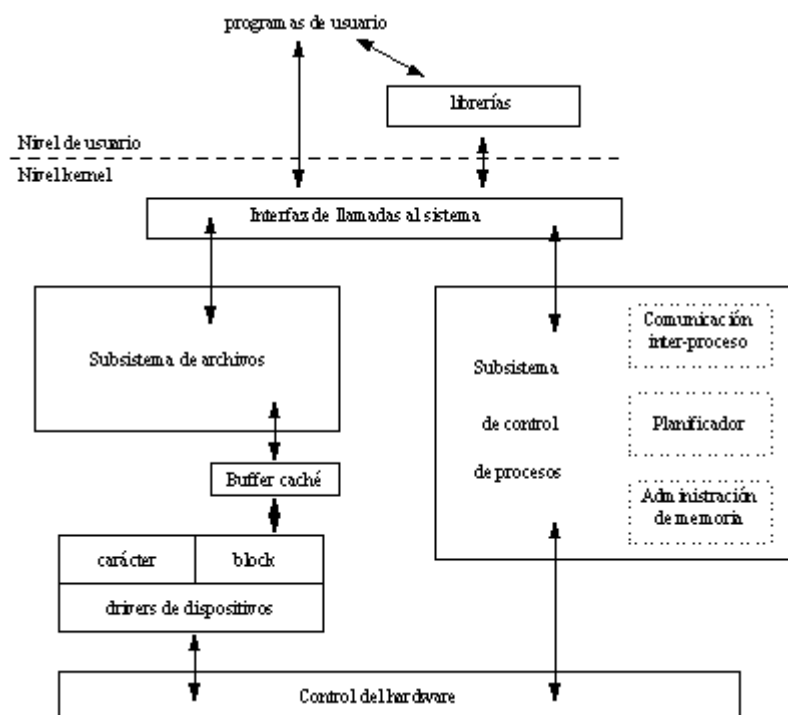 programas de usuario
librerías
Nivel de usuario
Nivel kernel
Interfaz de llamadas al sistema
Subsistema de archivos
Buffer caché
carácter
block
drivers de dispositivos
Subsistema
de control
de procesos
Comunicación
inter-proceso
Planificador
Administración
de memoria
Control del hardware